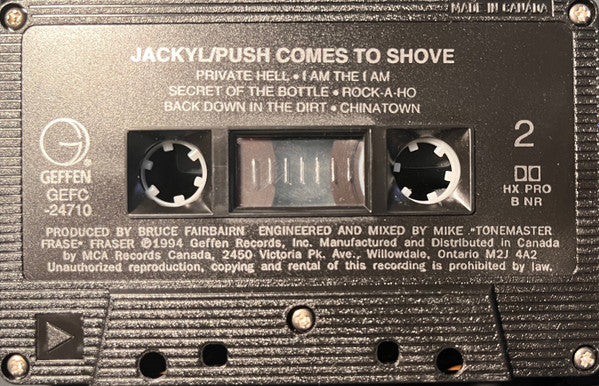 MADE IN CANADA
JACKYL/PUSH COMES TO SHOVE
PRIVATE HELL • I AM THE I AM
SECRET OF THE BOTTLE • ROCK-A-HO
BACK DOWN IN THE DIRT • CHINATOWN
G
GEFFEN
GEFC
-24710
2
HX PRO
B NR
PRODUCED BY BRUCE FAIRBAIRN ENGINEERED AND MIXED BY MIKE "TONEMASTER
FRASE" FRASER ℗1994 Geffen Records, Inc. Manufactured and Distributed in Canada
by MCA Records Canada, 2450 Victoria Pk. Ave., Willowdale, Ontario M2J 4A2
Unauthorized reproduction, copying and rental of this recording is prohibited by law.